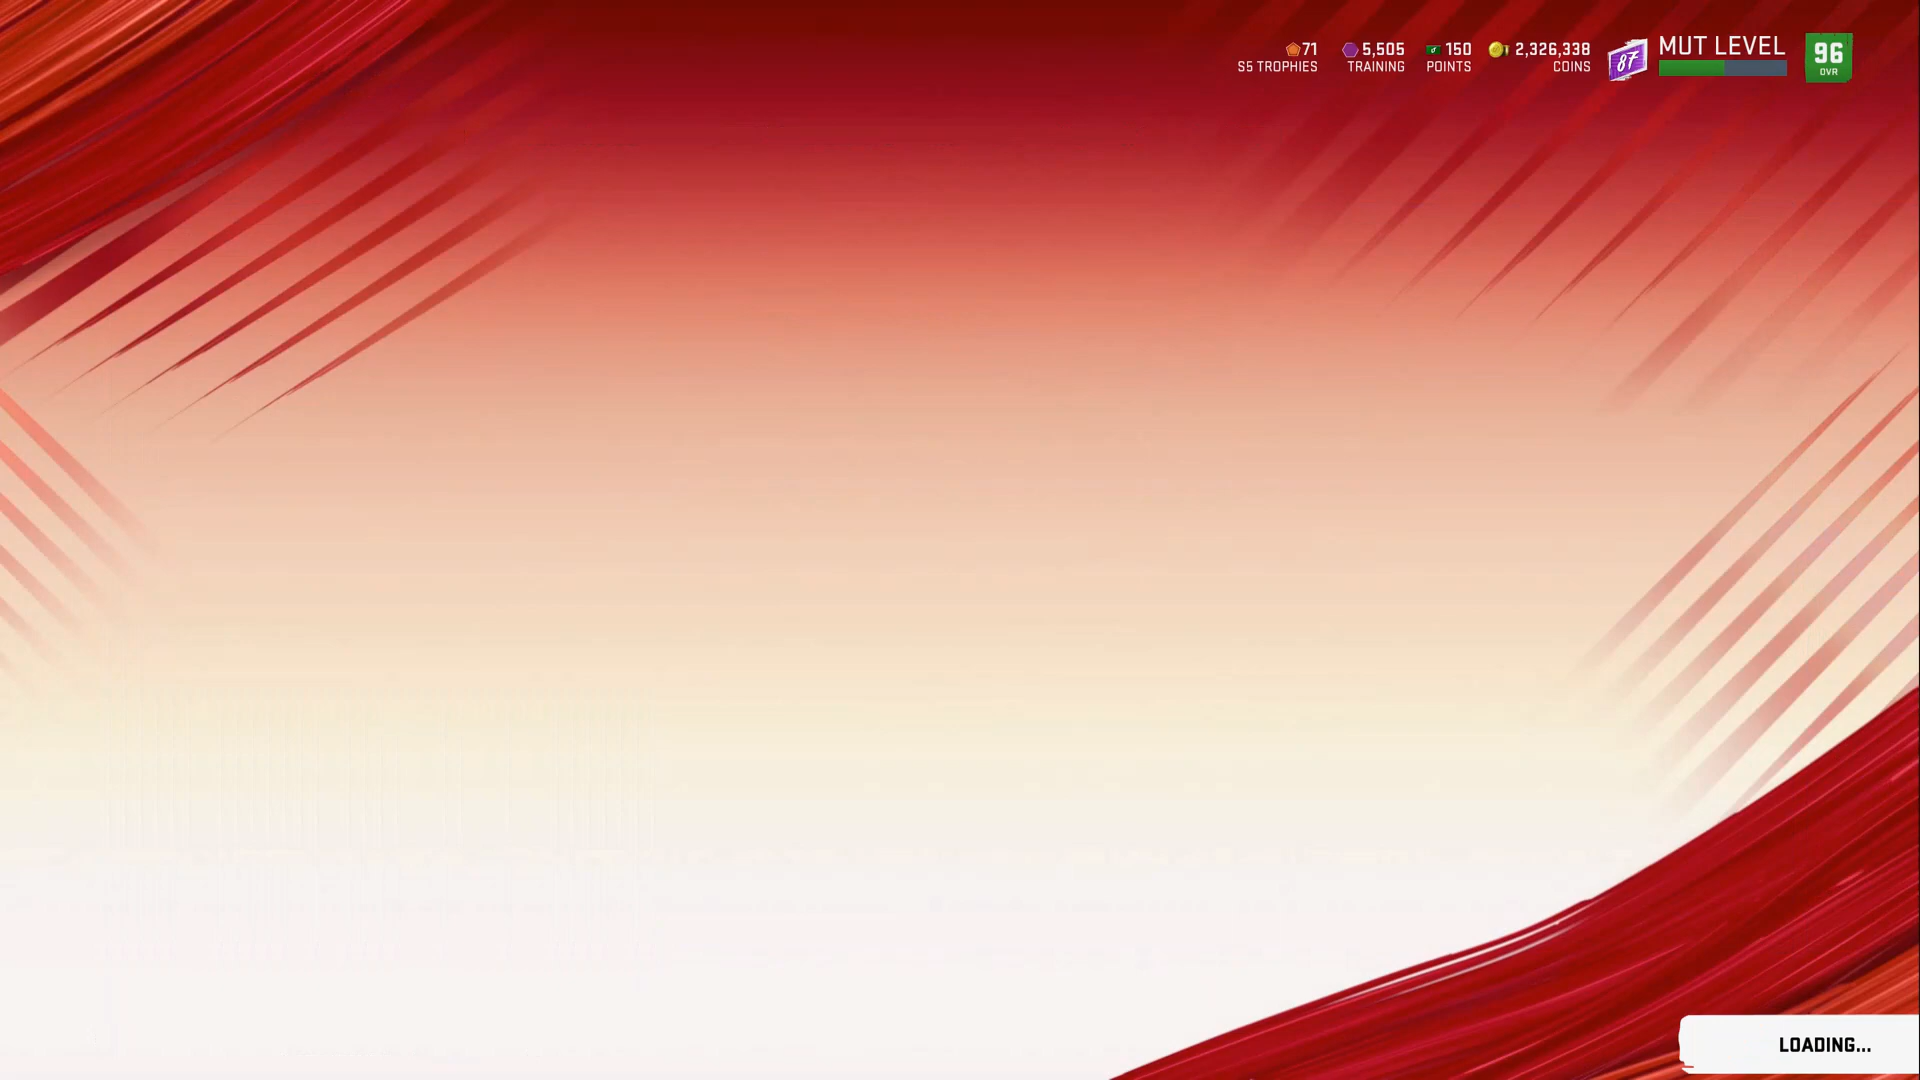 71 5,505 150 2,326,338
S5 TROPHIES TRAINING POINTS COINS
87
MUT LEVEL
96
OVR
LOADING...